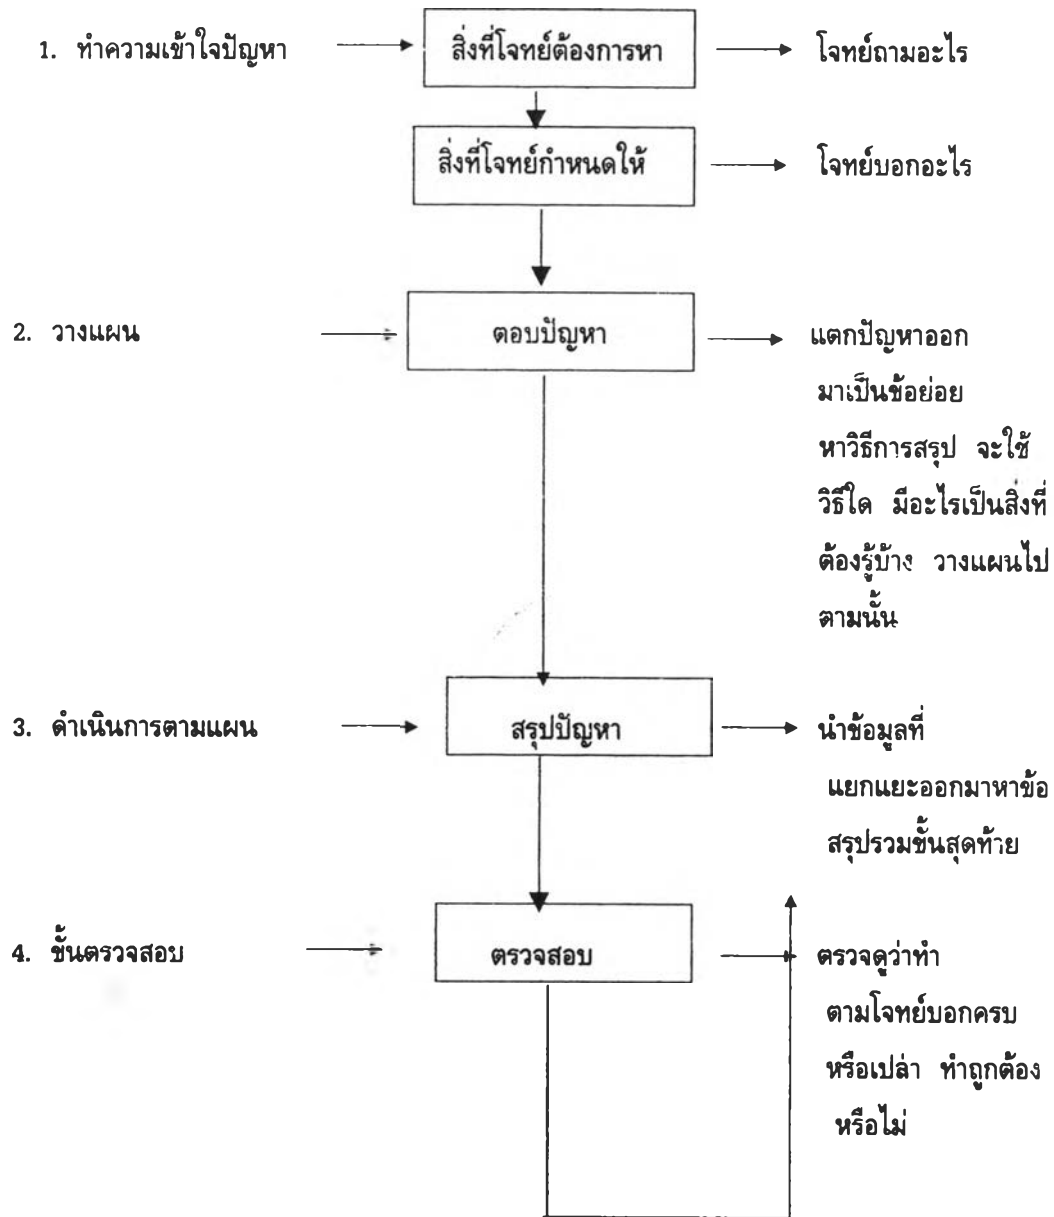 1. ทำความเข้าใจปัญหา
สิ่งที่โจทย์ต้องการหา
โจทย์ถามอะไร
สิ่งที่โจทย์กำหนดให้
โจทย์บอกอะไร
2. วางแผน
ตอบปัญหา
แตกปัญหาออก
มาเป็นข้อย่อย
หาวิธีการสรุป จะใช้
วิธีใด มีอะไรเป็นสิ่งที่
ต้องรู้บ้าง วางแผนไป
ตามนั้น
3. ดำเนินการตามแผน
สรุปปัญหา
นำข้อมูลที่
แยกแยะออกมาหาข้อ
สรุปรวมขั้นสุดท้าย
4. ขั้นตรวจสอบ
ตรวจสอบ
ตรวจดูว่าทำ
ตามโจทย์บอกครบ
หรือเปล่า ทำถูกต้อง
หรือไม่